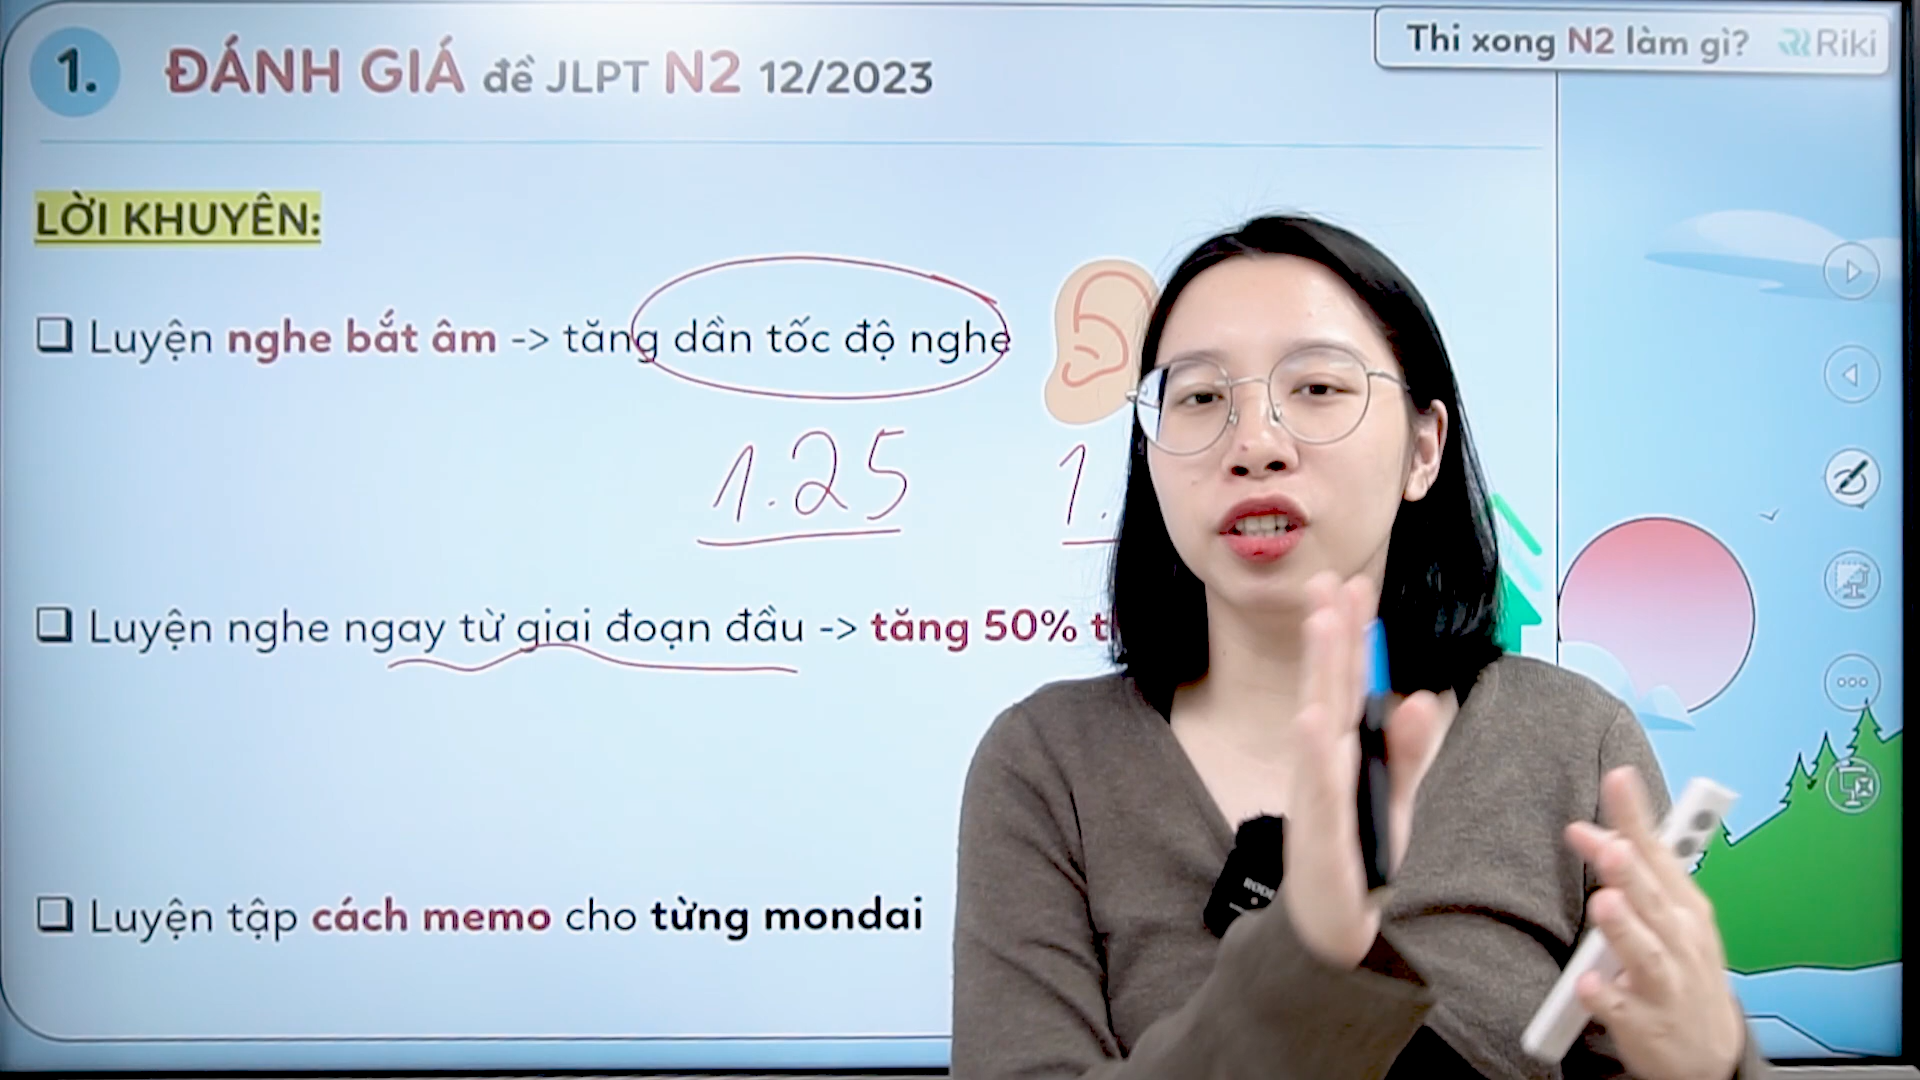 1. ĐÁNH GIÁ đề JLPT N2 12/2023
Thi xong N2 làm gì? Riki
LỜI KHUYÊN:
❑ Luyện nghe bắt âm -> tăng dần tốc độ nghe
1.25 1.
❑ Luyện nghe ngay từ giai đoạn đầu -> tăng 50%
❑ Luyện tập cách memo cho từng mondai